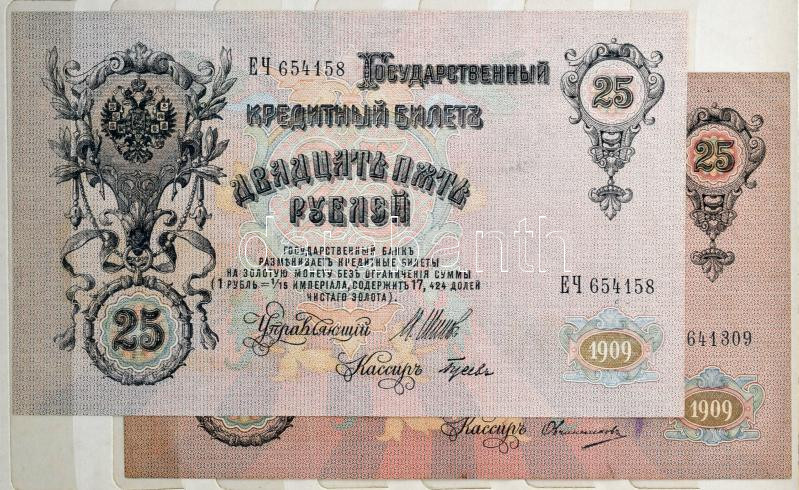 ЕЧ 654158 Государственный
25
кредитный билетъ
25
Двадцать пять
рублей
Государственный банкъ
размѣниваетъ кредитные билеты
на золотую монету безъ ограниченія суммы
(1 рубль = 1/15 имперіала, содержитъ 17,424 долей
чистаго золота).
ЕЧ 654158
25
Управляющій
641309
1909
Кассиръ
1909
Кассиръ Овчинниковъ